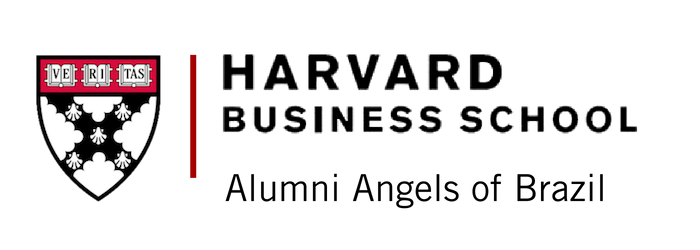 VE RI TAS
HARVARD
BUSINESS SCHOOL
Alumni Angels of Brazil